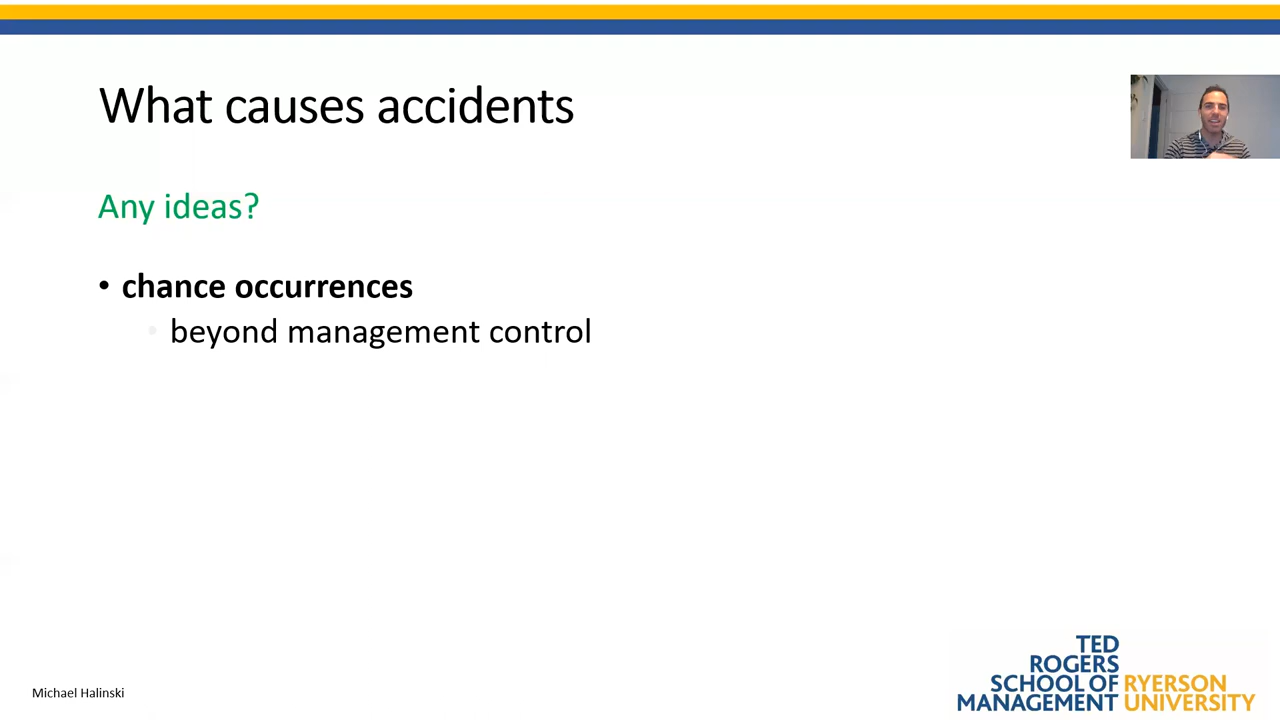 What causes accidents
Any ideas?
• chance occurrences
• beyond management control
Michael Halinski
TED
ROGERS
SCHOOL OF RYERSON
MANAGEMENT UNIVERSITY